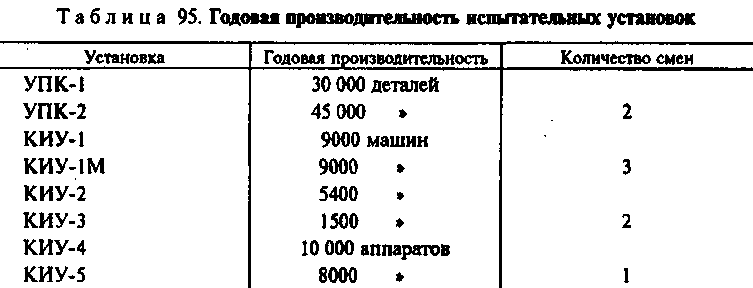 Таблица 95. Годовая производительность испытательных установок
Установка Годовая производительность Количество смен
УПК-1 30 000 деталей
УПК-2 45 000 » 2
КИУ-1 9000 машин
КИУ-1М 9000 » 3
КИУ-2 5400 »
КИУ-3 1500 » 2
КИУ-4 10 000 аппаратов
КИУ-5 8000 » 1